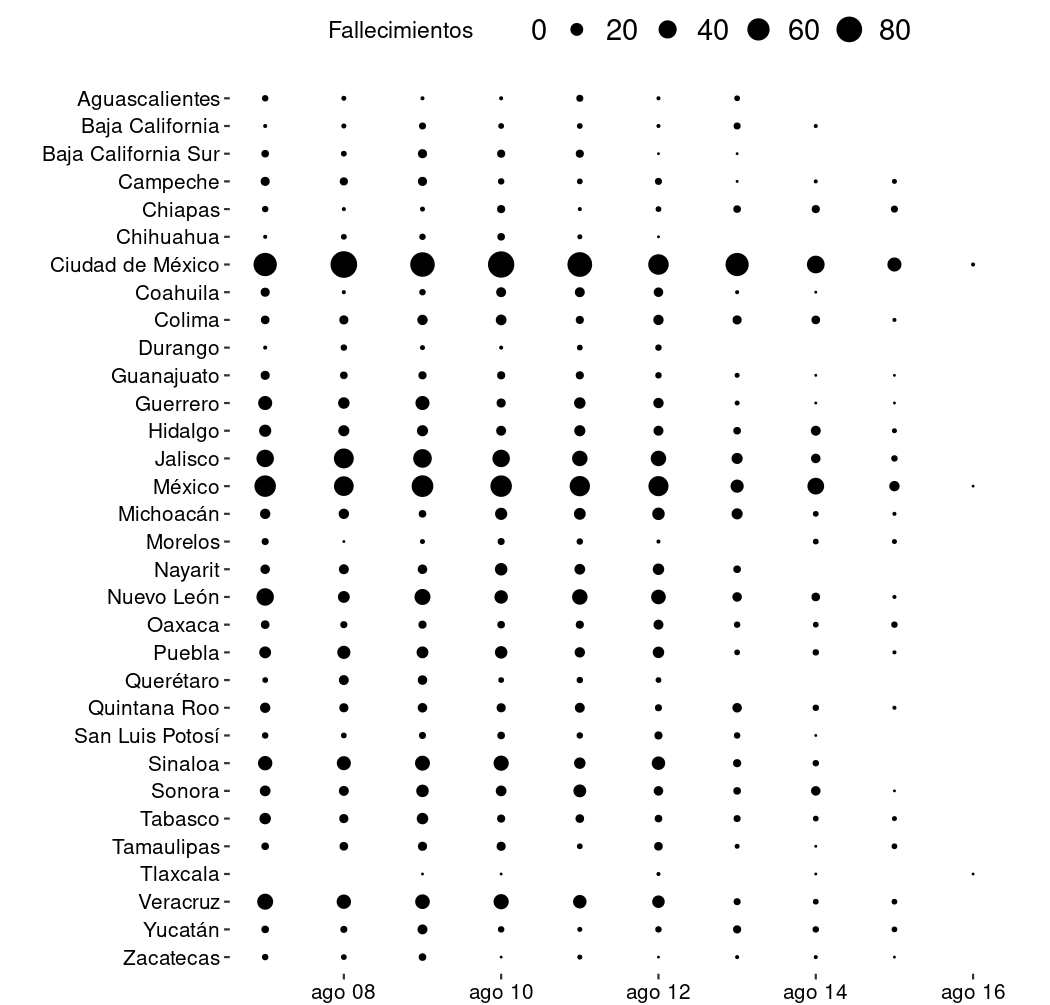 Fallecimientos 0 20 40 60 80
Aguascalientes
Baja California
Baja California Sur
Campeche
Chiapas
Chihuahua
Ciudad de México
Coahuila
Colima
Durango
Guanajuato
Guerrero
Hidalgo
Jalisco
México
Michoacán
Morelos
Nayarit
Nuevo León
Oaxaca
Puebla
Querétaro
Quintana Roo
San Luis Potosí
Sinaloa
Sonora
Tabasco
Tamaulipas
Tlaxcala
Veracruz
Yucatán
Zacatecas
ago 08 ago 10 ago 12 ago 14 ago 16